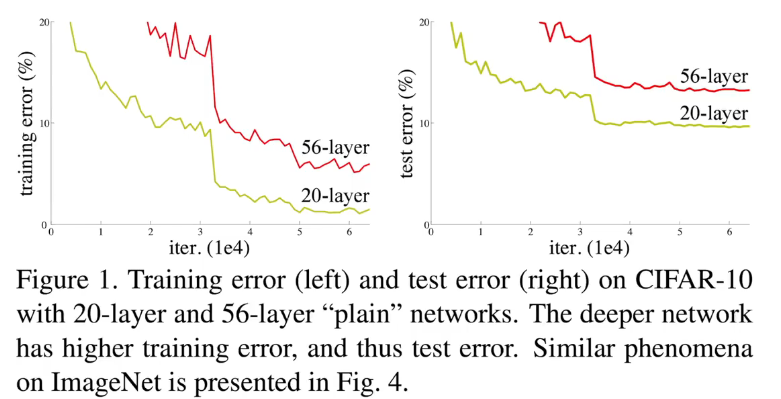 training error (%)
20
10
0
0 1 2 3 4 5 6
iter. (1e4)
56-layer
20-layer
test error (%)
20
10
0
0 1 2 3 4 5 6
iter. (1e4)
56-layer
20-layer
Figure 1. Training error (left) and test error (right) on CIFAR-10
with 20-layer and 56-layer “plain” networks. The deeper network
has higher training error, and thus test error. Similar phenomena
on ImageNet is presented in Fig. 4.